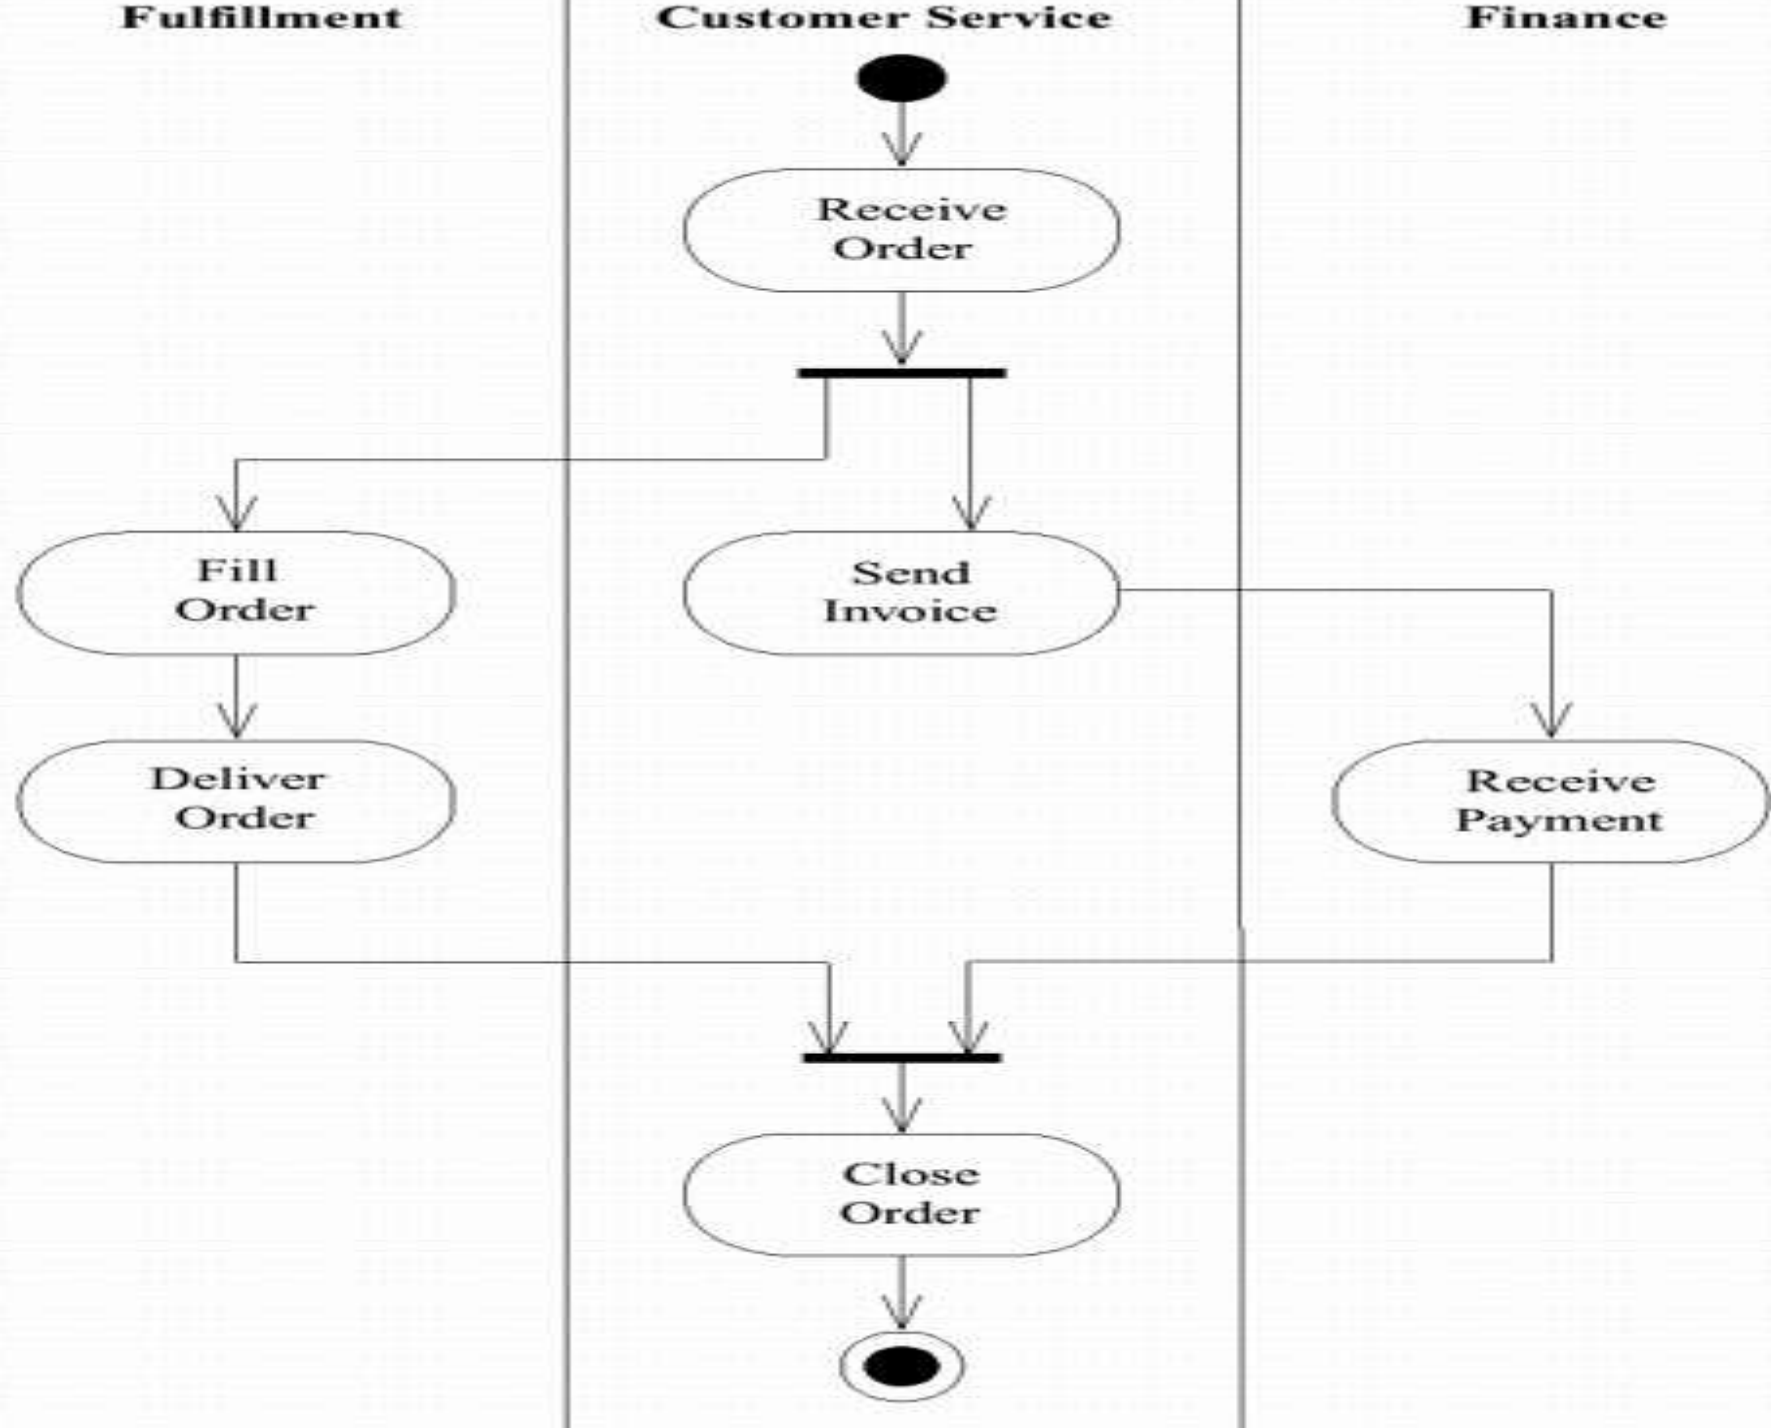 Fulfillment
Customer Service
Finance
Receive
Order
Fill
Order
Send
Invoice
Deliver
Order
Receive
Payment
Close
Order